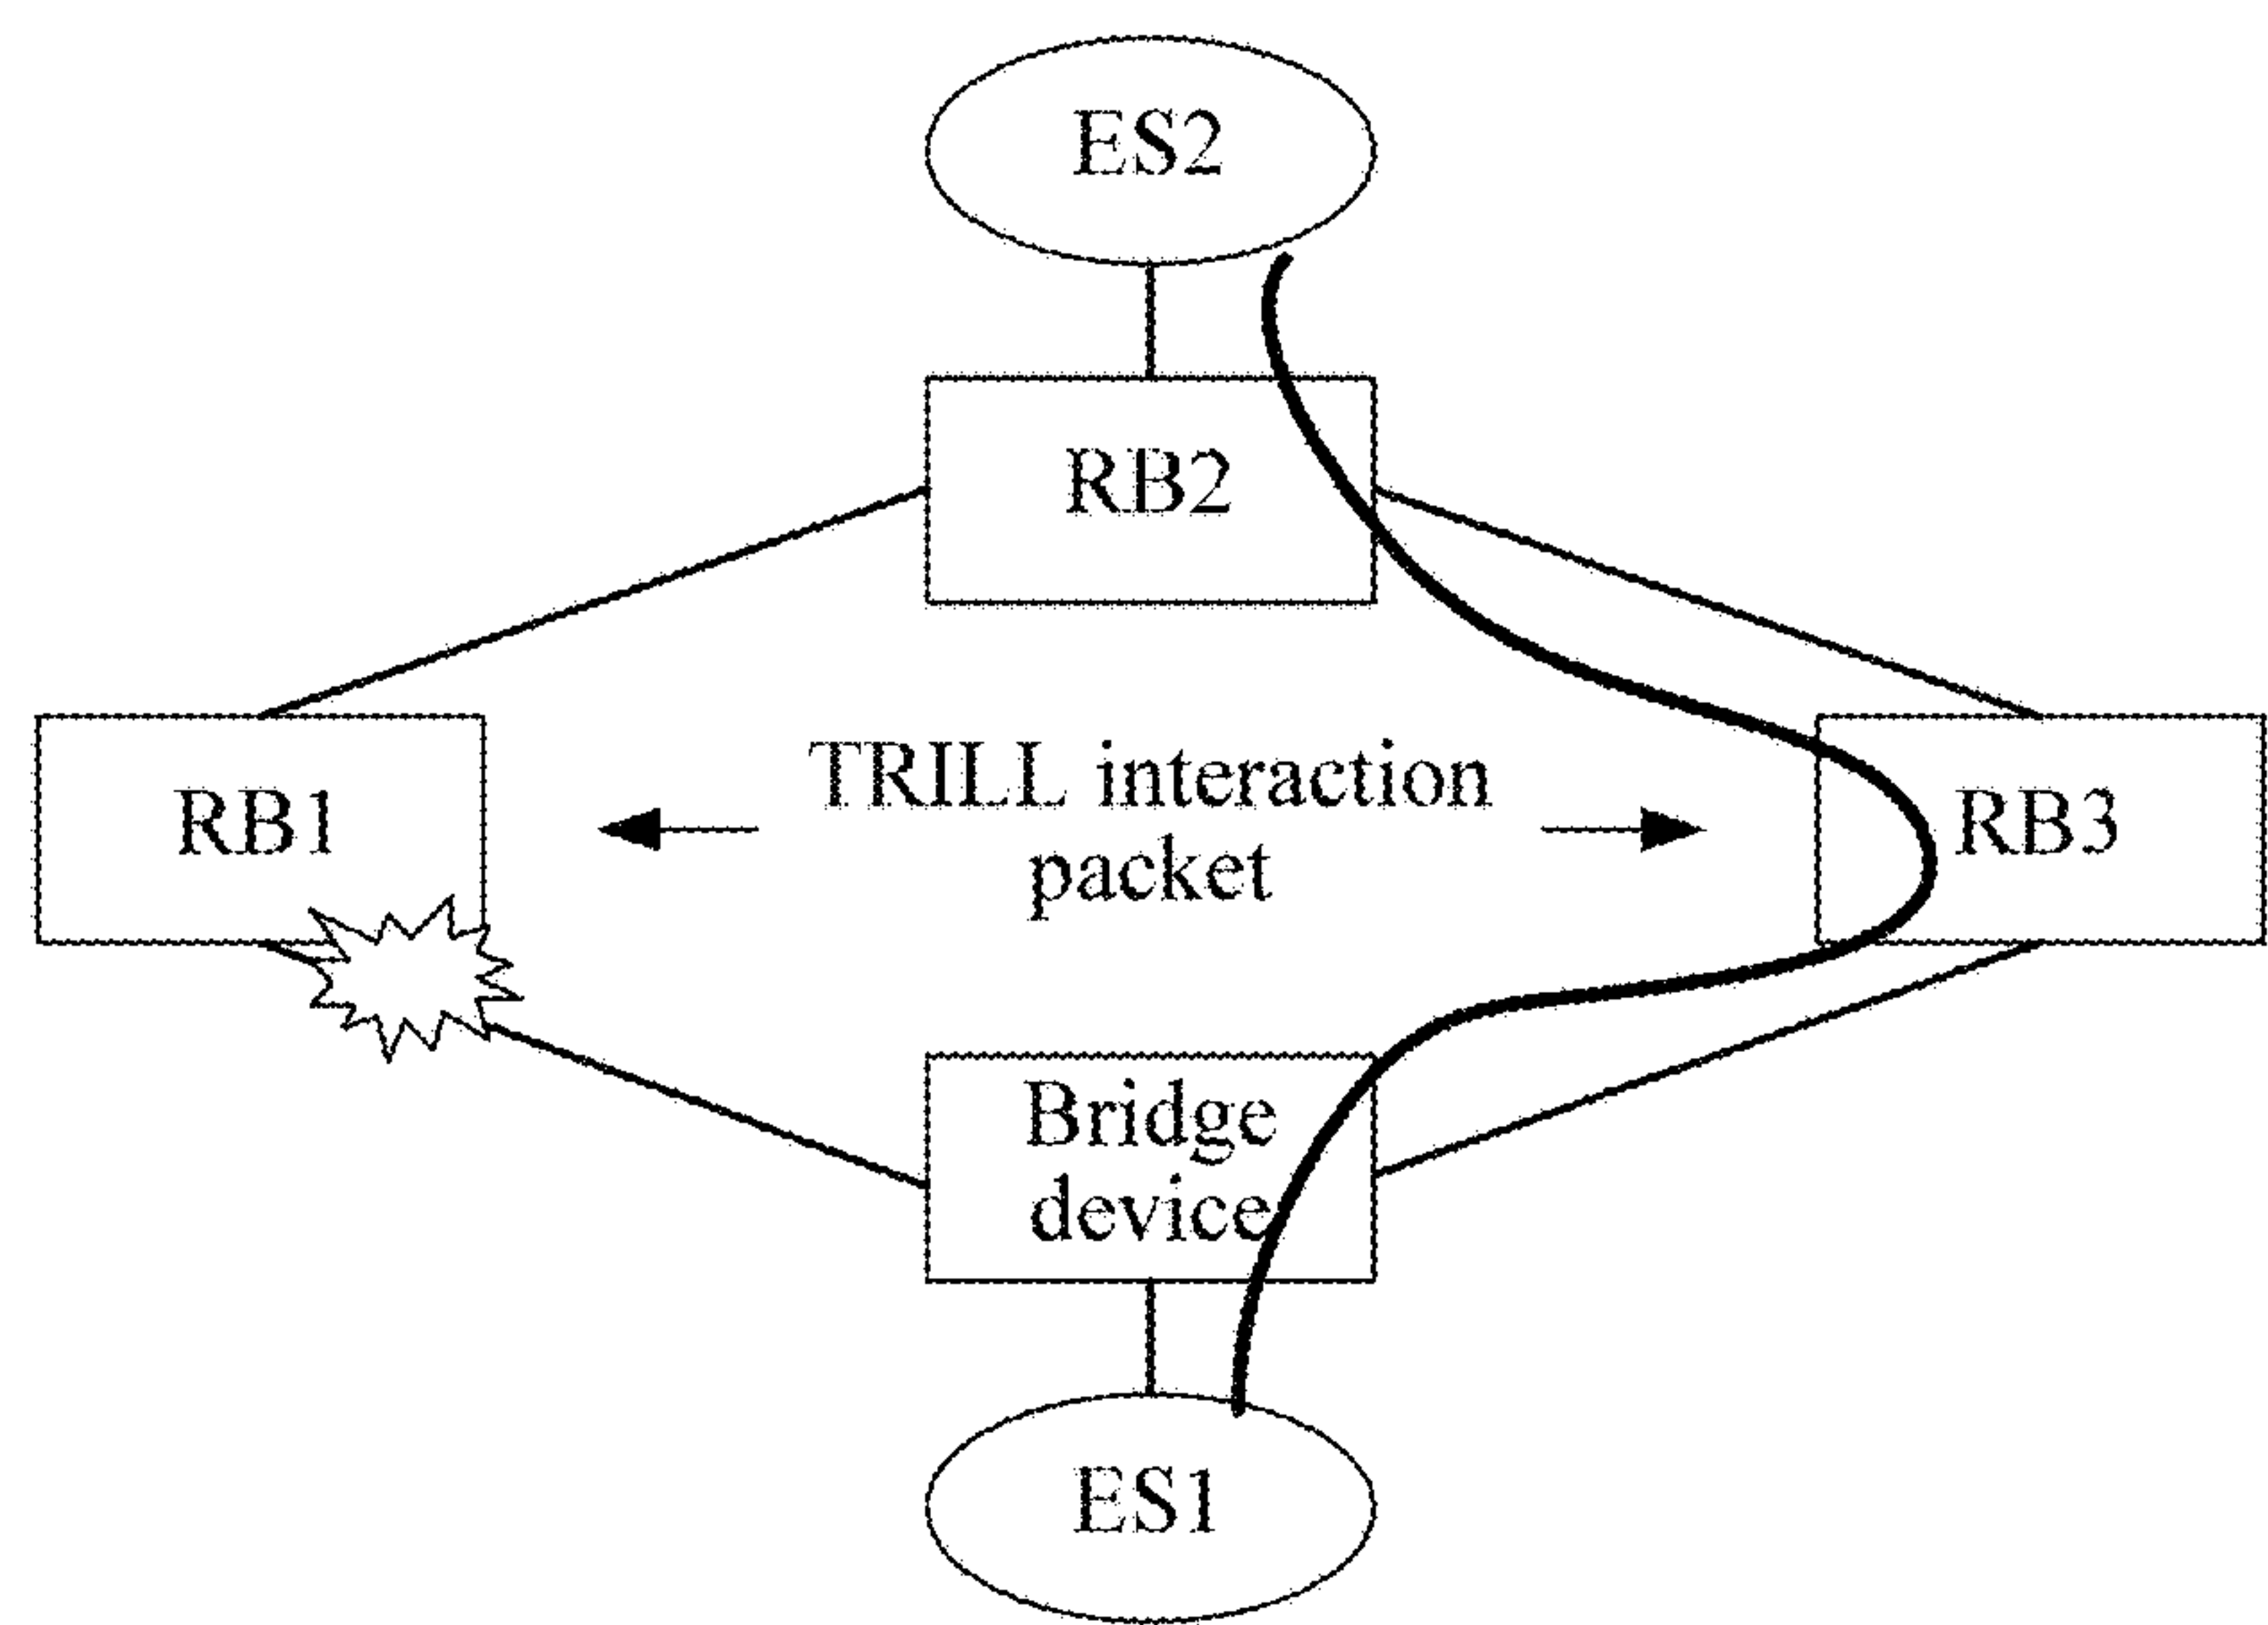 ES2
RB2
TRILL interaction
packet
RB1
RB3
Bridge
device
ES1